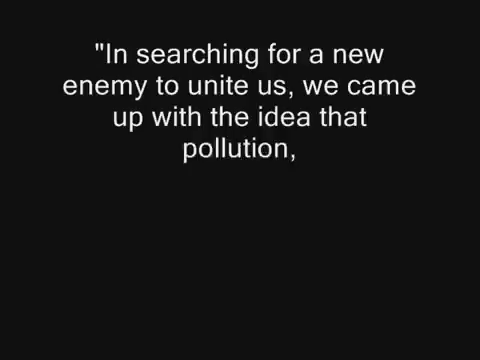 "In searching for a new
enemy to unite us, we came
up with the idea that
pollution,